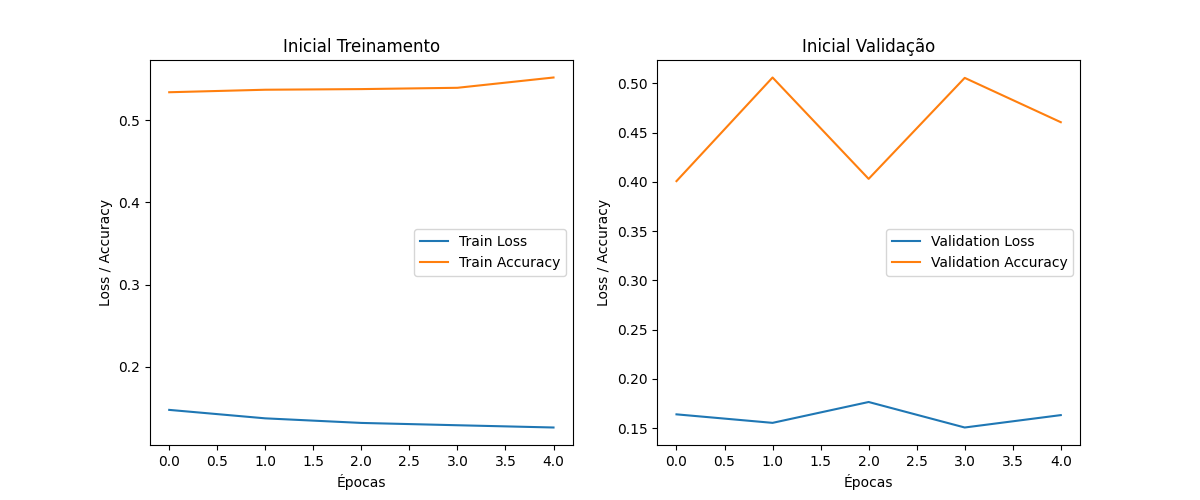 Inicial Treinamento
Loss / Accuracy
0.5
0.4
0.3
0.2
Train Loss
Train Accuracy
0.0 0.5 1.0 1.5 2.0 2.5 3.0 3.5 4.0
Épocas
Inicial Validação
Loss / Accuracy
0.50
0.45
0.40
0.35
0.30
0.25
0.20
0.15
Validation Loss
Validation Accuracy
0.0 0.5 1.0 1.5 2.0 2.5 3.0 3.5 4.0
Épocas